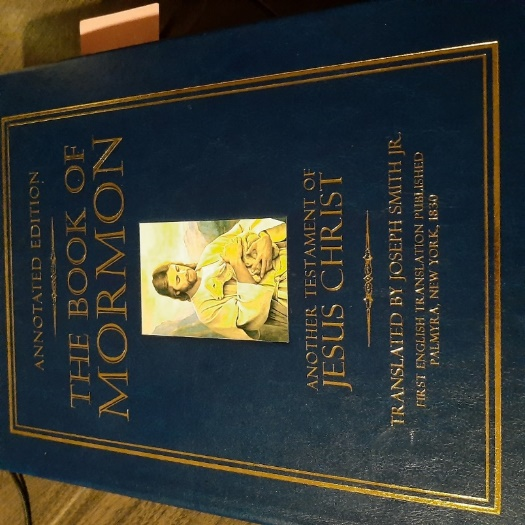 ANNOTATED EDITION
THE BOOK OF
MORMON
ANOTHER TESTAMENT OF
JESUS CHRIST
TRANSLATED BY JOSEPH SMITH JR.
FIRST ENGLISH TRANSLATION PUBLISHED
PALMYRA, NEW YORK, 1830